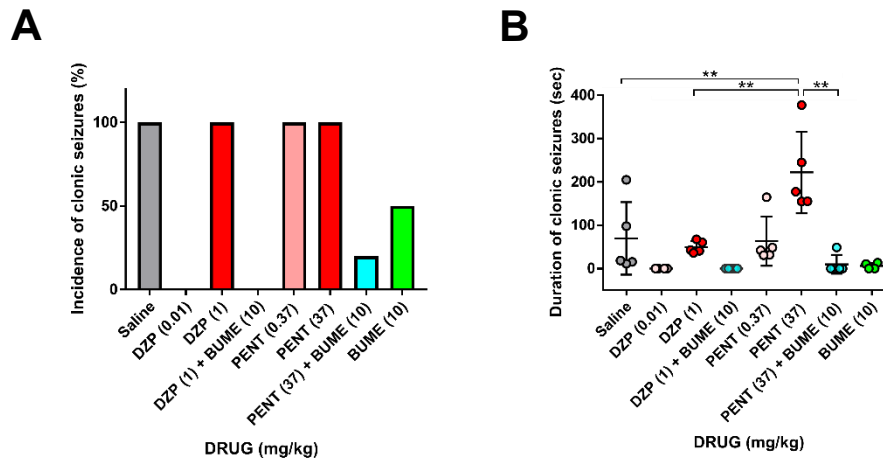 A
Incidence of clonic seizures (%)
100
50
0
Saline
DZP (0.01)
DZP (1)
DZP (1) + BUME (10)
PENT (0.37)
PENT (37)
PENT (37) + BUME (10)
BUME (10)
DRUG (mg/kg)
B
Duration of clonic seizures (sec)
400
300
200
100
0
**
**
**
Saline
DZP (0.01)
DZP (1)
DZP (1) + BUME (10)
PENT (0.37)
PENT (37)
PENT (37) + BUME (10)
BUME (10)
DRUG (mg/kg)